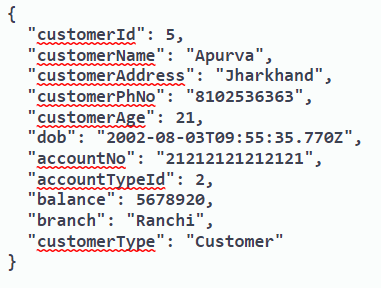 {
"customerId": 5,
"customerName": "Apurva",
"customerAddress": "Jharkhand",
"customerPhNo": "8102536363",
"customerAge": 21,
"dob": "2002-08-03T09:55:35.770Z",
"accountNo": "21212121212121",
"accountTypeId": 2,
"balance": 5678920,
"branch": "Ranchi",
"customerType": "Customer"
}